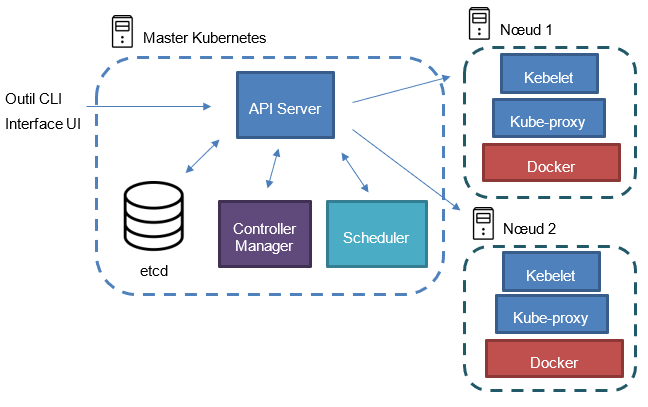 Master Kubernetes
Outil CLI
Interface UI
API Server
etcd
Controller
Manager
Scheduler
Nœud 1
Kebelet
Kube-proxy
Docker
Nœud 2
Kebelet
Kube-proxy
Docker